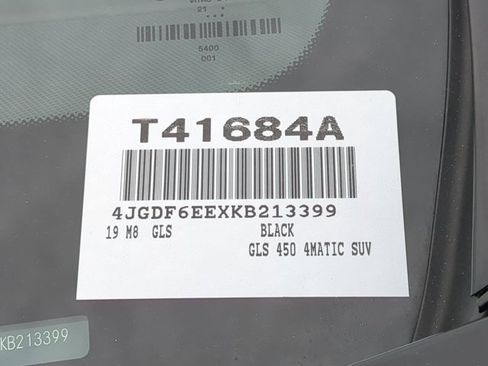 21
5400
001
T41684A
4JGDF6EEXKB213399
19 M8 GLS BLACK
GLS 450 4MATIC SUV
KB213399